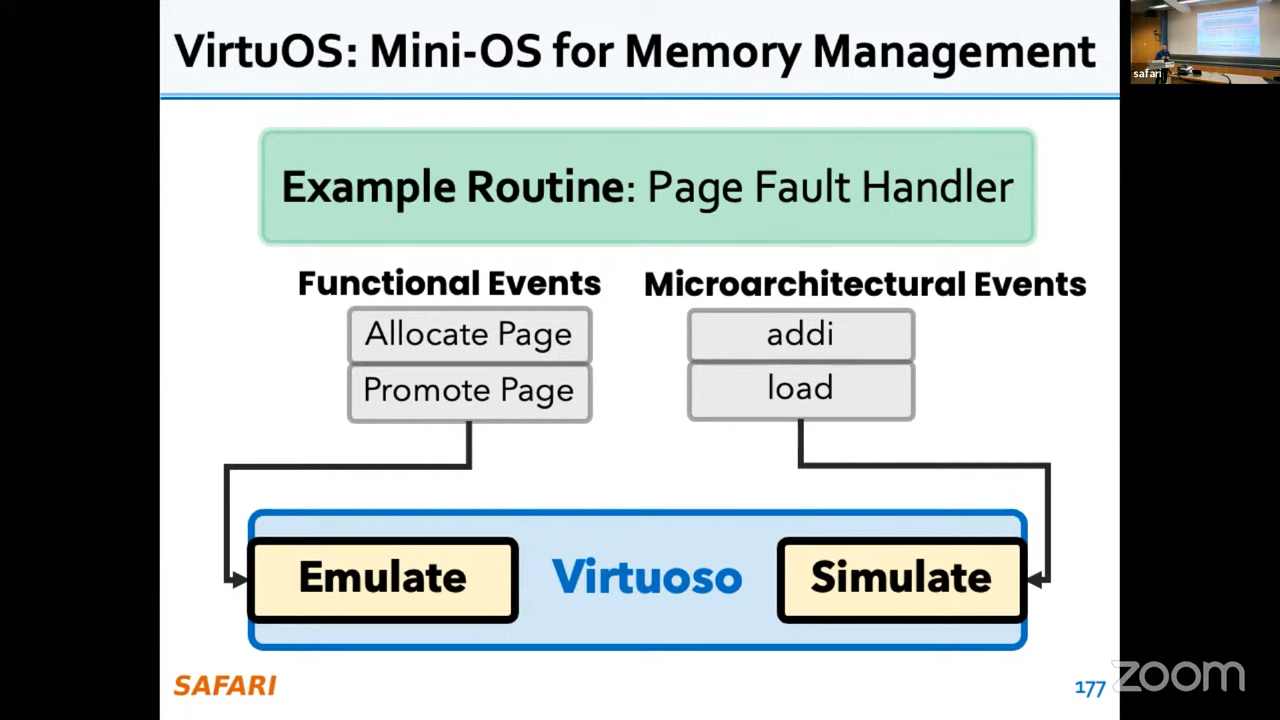 VirtuOS: Mini-OS for Memory Management
safari
Example Routine: Page Fault Handler
Functional Events
Microarchitectural Events
Allocate Page
addi
Promote Page
load
Emulate
Virtuoso
Simulate
SAFARI
177
zoom